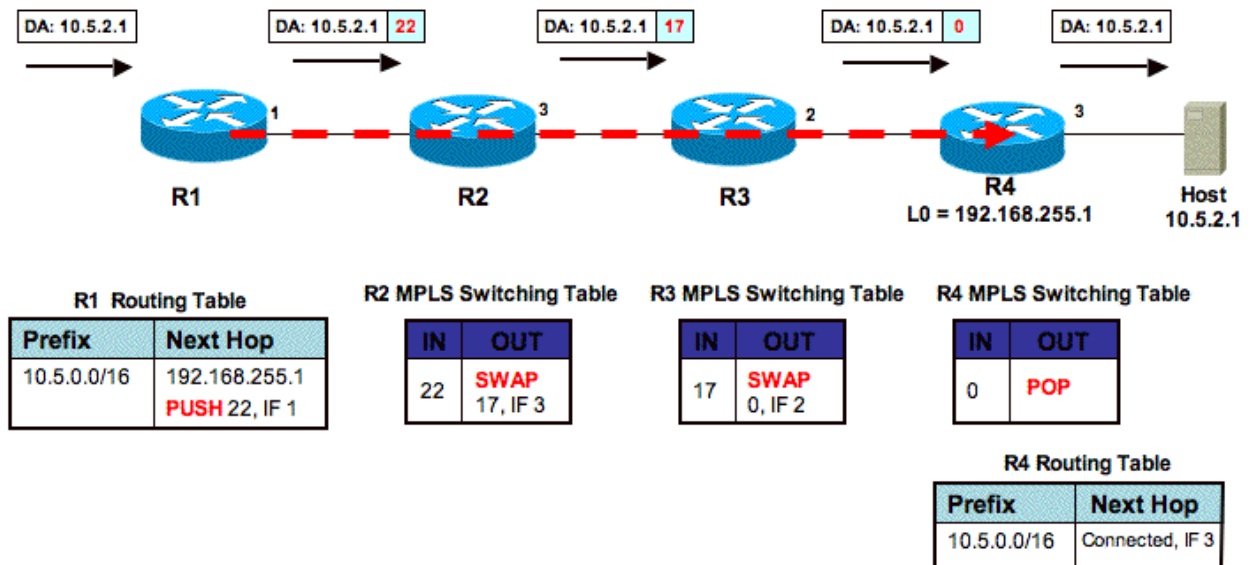 DA: 10.5.2.1
DA: 10.5.2.1 22
DA: 10.5.2.1 17
DA: 10.5.2.1 0
DA: 10.5.2.1
1
3
2
3
R1
R2
R3
R4
L0 = 192.168.255.1
Host
10.5.2.1
R1 Routing Table
Prefix Next Hop
10.5.0.0/16 192.168.255.1
PUSH 22, IF 1
R2 MPLS Switching Table
IN OUT
22 SWAP
17, IF 3
R3 MPLS Switching Table
IN OUT
17 SWAP
0, IF 2
R4 MPLS Switching Table
IN OUT
0 POP
R4 Routing Table
Prefix Next Hop
10.5.0.0/16 Connected, IF 3